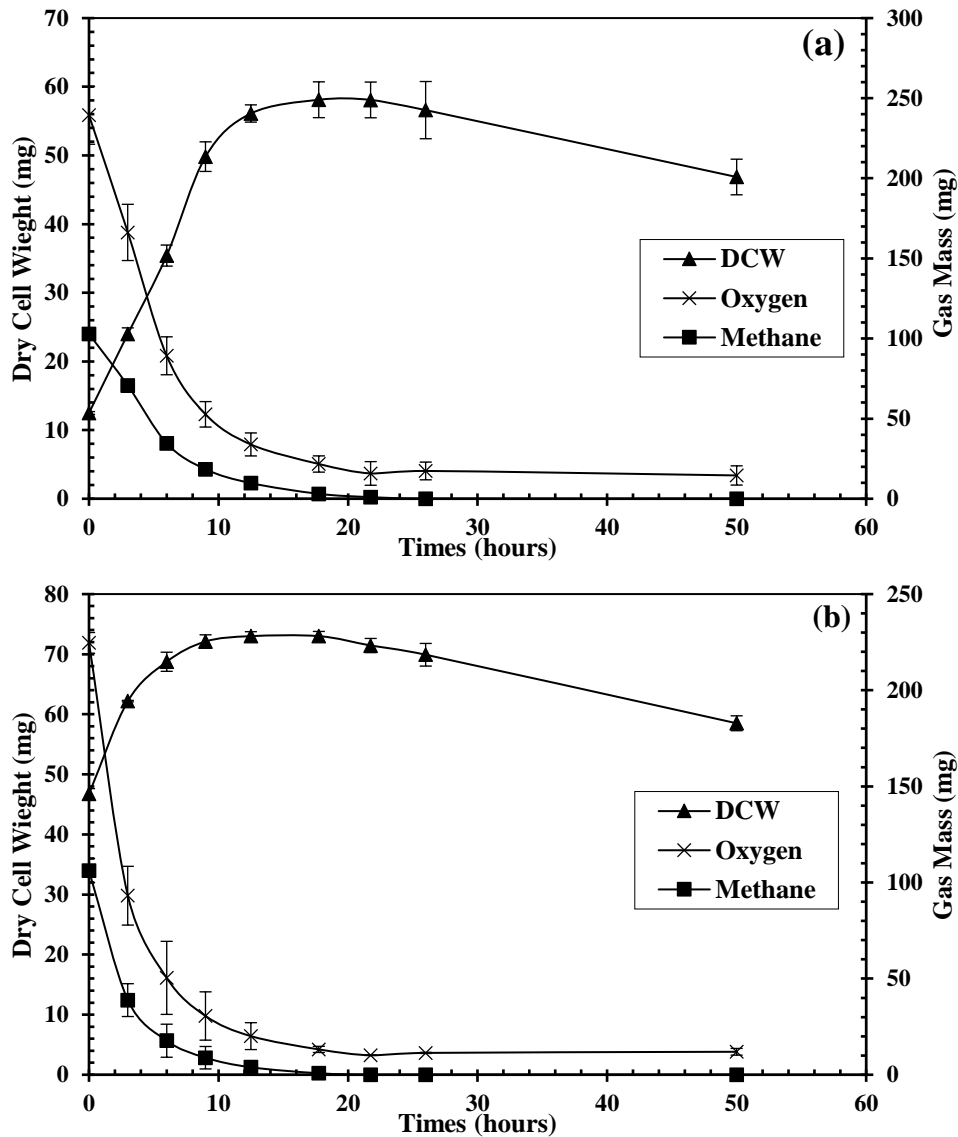 (a)
70
60
50
40
30
20
10
0
Dry Cell Wieght (mg)
300
250
200
150
100
50
0
Gas Mass (mg)
DCW
Oxygen
Methane
0 10 20 30 40 50 60
Times (hours)
(b)
80
70
60
50
40
30
20
10
0
Dry Cell Wieght (mg)
250
200
150
100
50
0
Gas Mass (mg)
DCW
Oxygen
Methane
0 10 20 30 40 50 60
Times (hours)